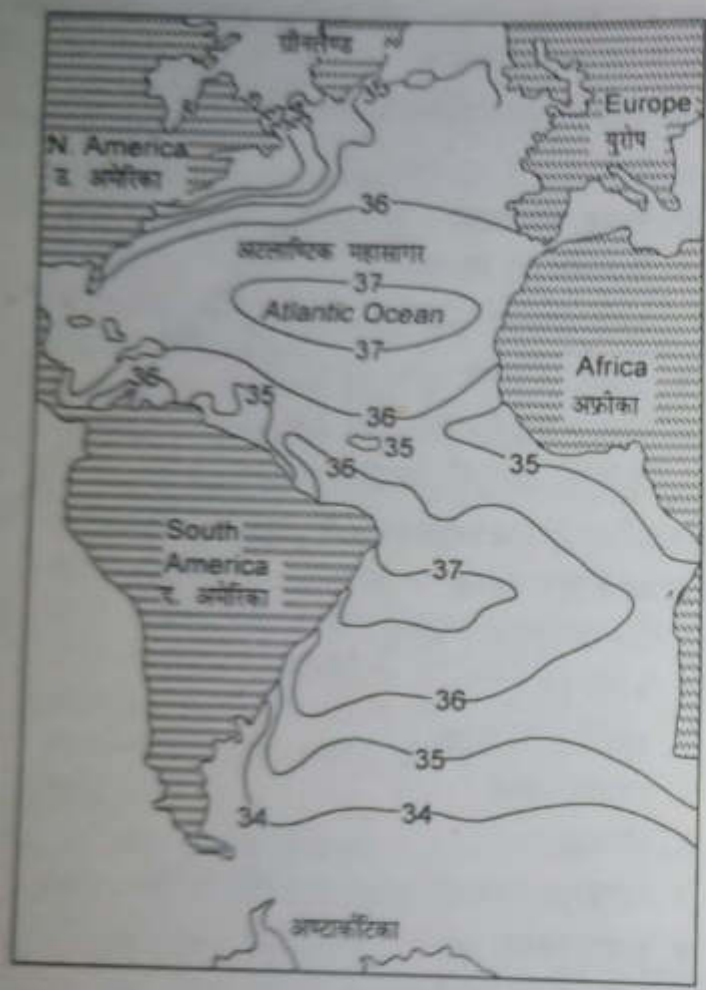 ग्रीनलैण्ड
35
Europe
युरोप
N. America
उ. अमेरिका
36
अटलाण्टिक महासागर
37
Atlantic Ocean
37
Africa
अफ्रीका
36
35
36
35
36
35
South
America
द. अमेरिका
37
36
35
34
34
अण्टार्कटिका